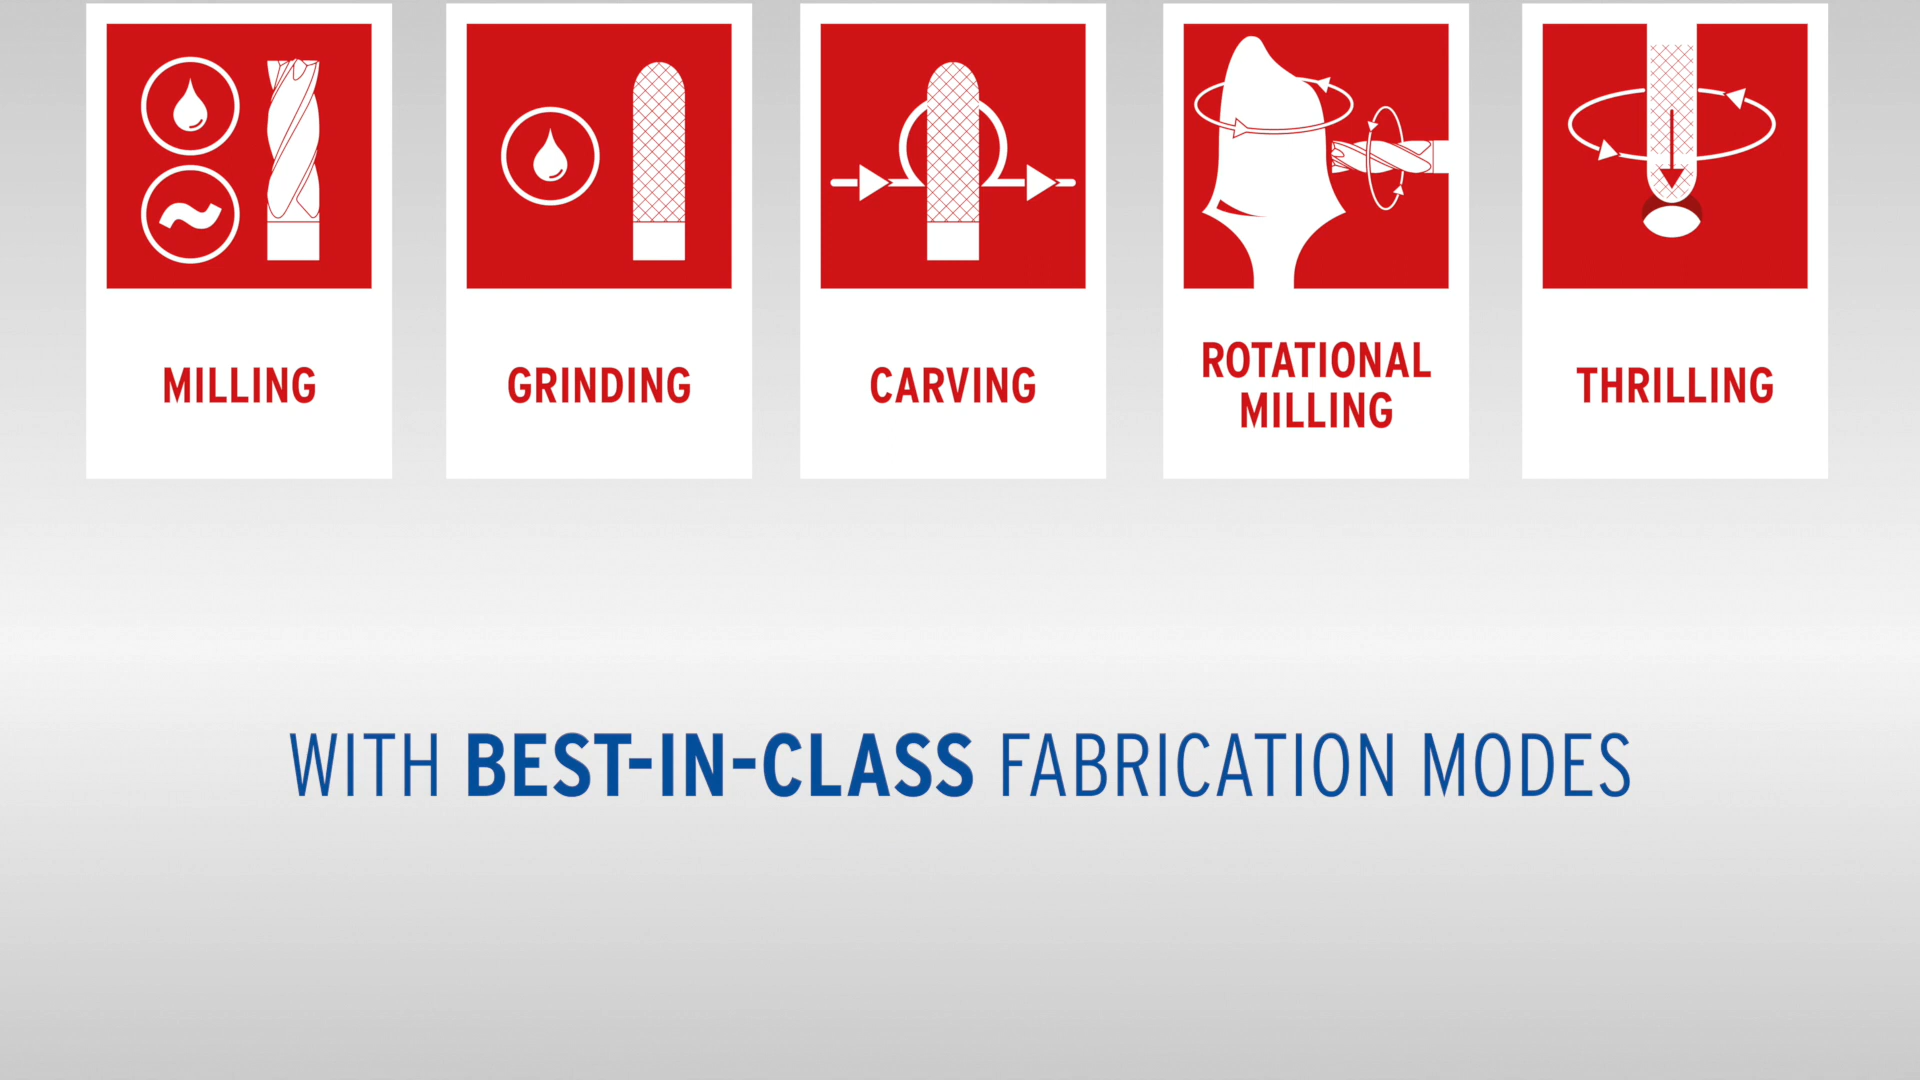 MILLING
GRINDING
CARVING
ROTATIONAL
MILLING
THRILLING
WITH BEST-IN-CLASS FABRICATION MODES